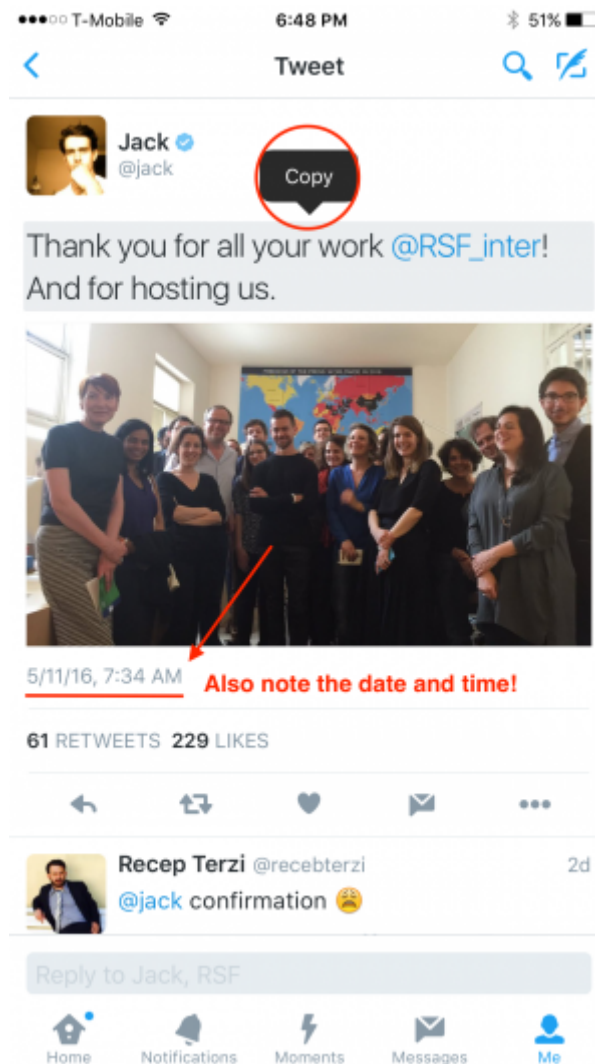 T-Mobile 6:48 PM 51%
Tweet
Jack
@jack
Copy
Thank you for all your work @RSF_inter!
And for hosting us.
5/11/16, 7:34 AM
Also note the date and time!
61 RETWEETS 229 LIKES
Recep Terzi @recebterzi 2d
@jack confirmation 😩
Reply to Jack, RSF
Home Notifications Moments Messages Me